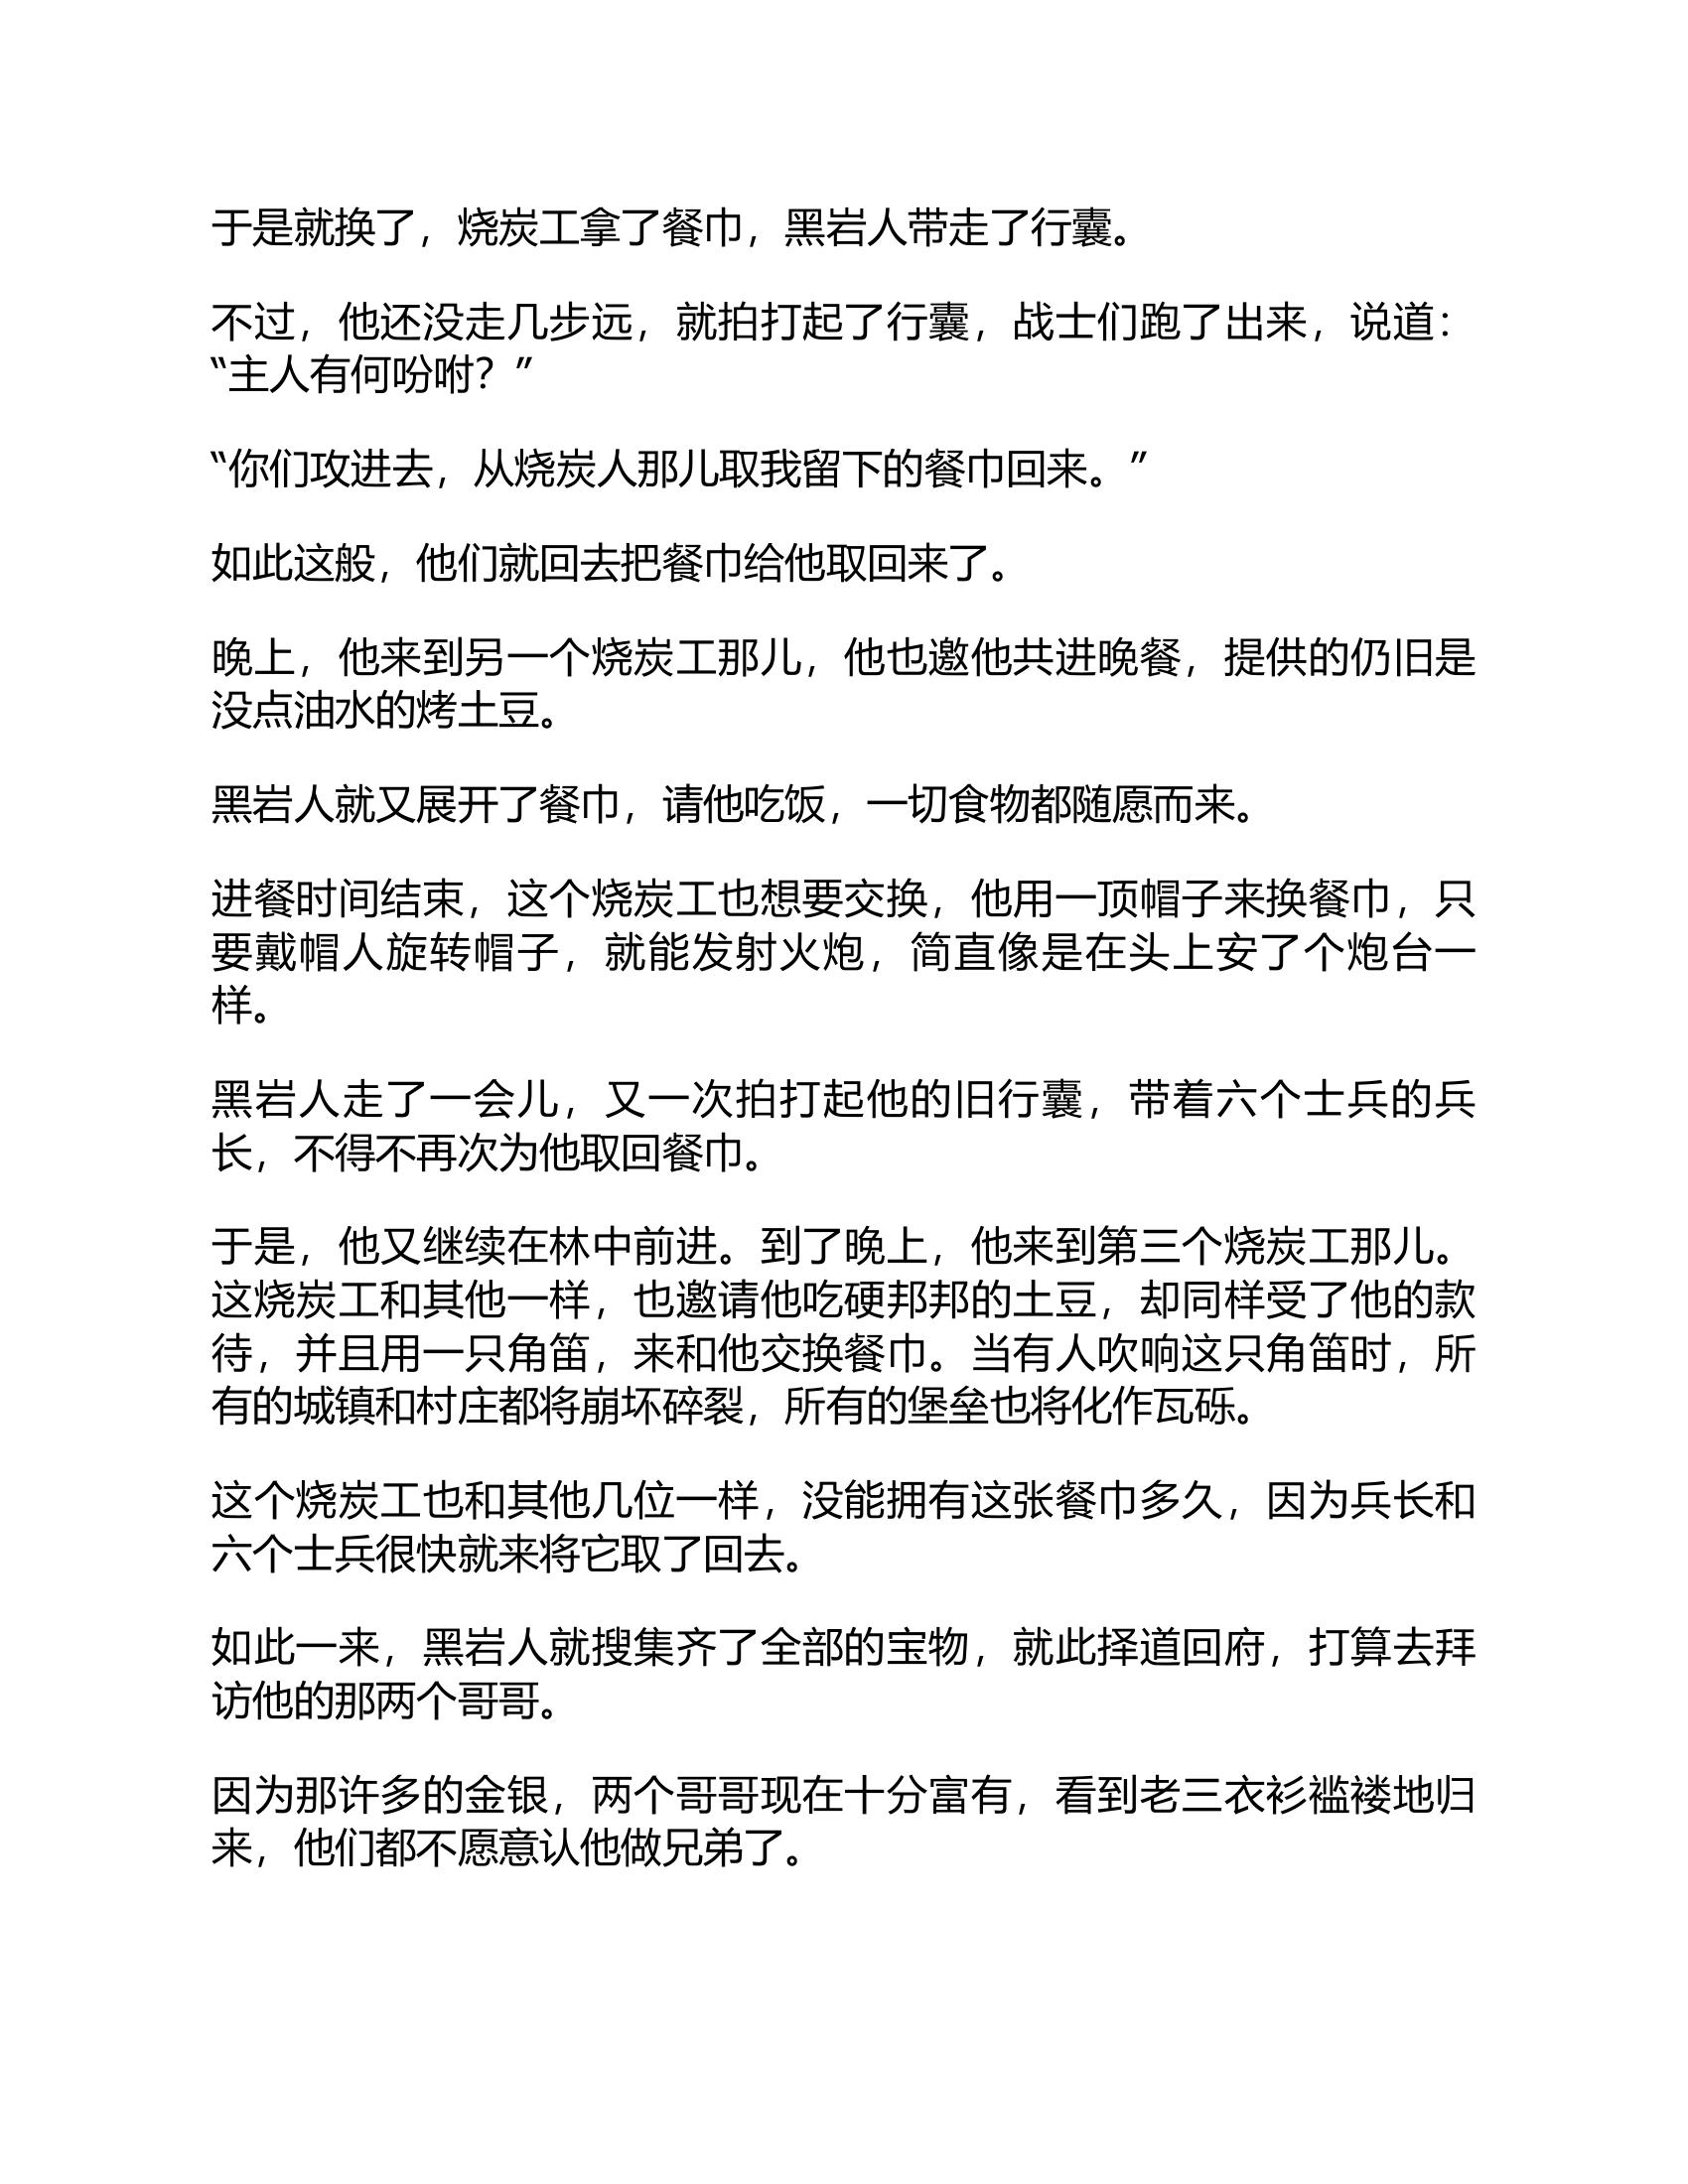 于是就换了，烧炭工拿了餐巾，黑岩人带走了行囊。
不过，他还没走几步远，就拍打起了行囊，战士们跑了出来，说道：
“主人有何吩咐？”
“你们攻进去，从烧炭人那儿取我留下的餐巾回来。”
如此这般，他们就回去把餐巾给他取回来了。
晚上，他来到另一个烧炭工那儿，他也邀他共进晚餐，提供的仍旧是
没点油水的烤土豆。
黑岩人就又展开了餐巾，请他吃饭，一切食物都随愿而来。
进餐时间结束，这个烧炭工也想要交换，他用一顶帽子来换餐巾，只
要戴帽人旋转帽子，就能发射火炮，简直像是在头上安了个炮台一
样。
黑岩人走了一会儿，又一次拍打起他的旧行囊，带着六个士兵的兵
长，不得不再次为他取回餐巾。
于是，他又继续在林中前进。到了晚上，他来到第三个烧炭工那儿。
这烧炭工和其他一样，也邀请他吃硬邦邦的土豆，却同样受了他的款
待，并且用一只角笛，来和他交换餐巾。当有人吹响这只角笛时，所
有的城镇和村庄都将崩坏碎裂，所有的堡垒也将化作瓦砾。
这个烧炭工也和其他几位一样，没能拥有这张餐巾多久，因为兵长和
六个士兵很快就来将它取了回去。
如此一来，黑岩人就搜集齐了全部的宝物，就此择道回府，打算去拜
访他的那两个哥哥。
因为那许多的金银，两个哥哥现在十分富有，看到老三衣衫褴褛地归
来，他们都不愿意认他做兄弟了。